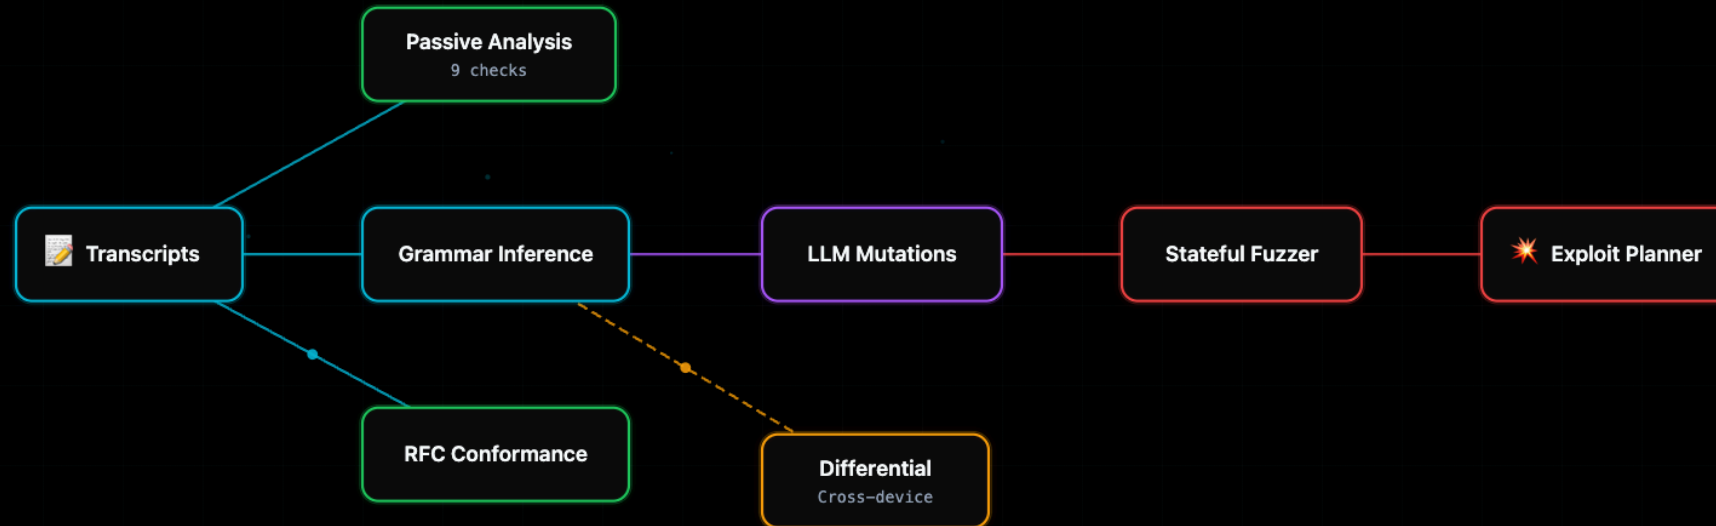 Passive Analysis
9 checks
Transcripts
Grammar Inference
LLM Mutations
Stateful Fuzzer
Exploit Planner
RFC Conformance
Differential
Cross-device